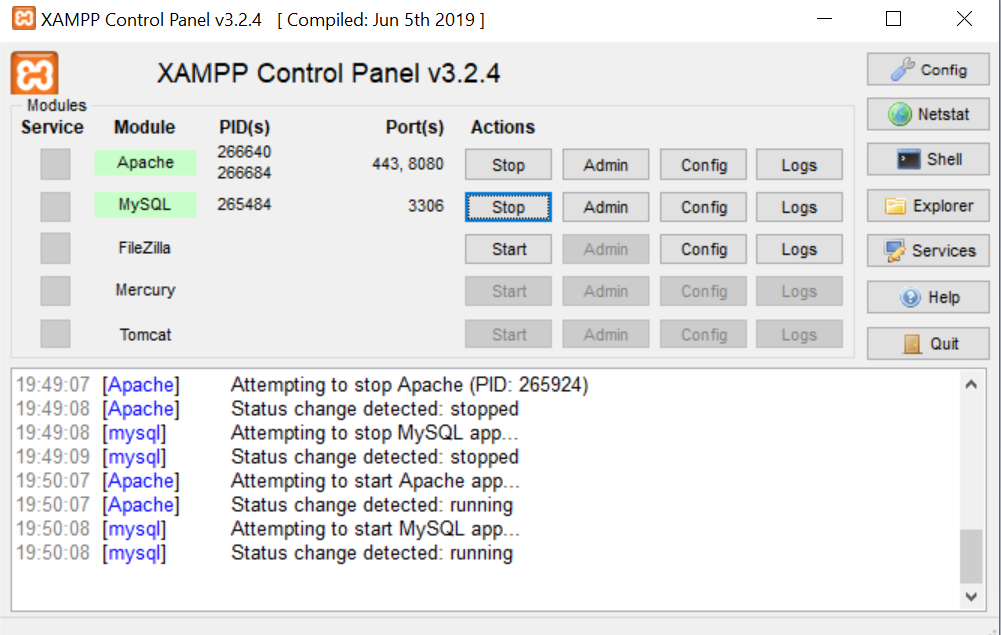 XAMPP Control Panel v3.2.4 [ Compiled: Jun 5th 2019 ]
XAMPP Control Panel v3.2.4
Modules
Service Module PID(s) Port(s) Actions
Apache 266640 266684 443, 8080 Stop Admin Config Logs
MySQL 265484 3306 Stop Admin Config Logs
FileZilla Start Admin Config Logs
Mercury Start Admin Config Logs
Tomcat Start Admin Config Logs
Config
Netstat
Shell
Explorer
Services
Help
Quit
19:49:07 [Apache] Attempting to stop Apache (PID: 265924)
19:49:08 [Apache] Status change detected: stopped
19:49:08 [mysql] Attempting to stop MySQL app...
19:49:09 [mysql] Status change detected: stopped
19:50:07 [Apache] Attempting to start Apache app...
19:50:07 [Apache] Status change detected: running
19:50:08 [mysql] Attempting to start MySQL app...
19:50:08 [mysql] Status change detected: running